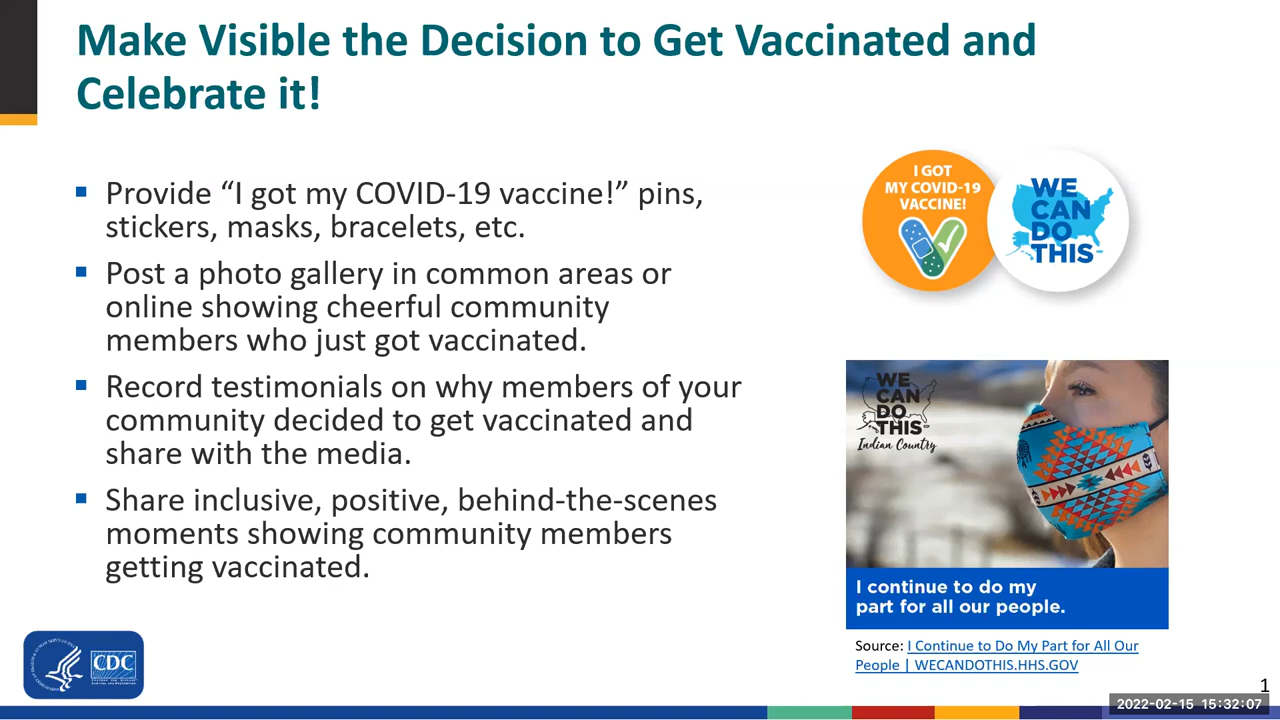 Make Visible the Decision to Get Vaccinated and
Celebrate it!
▪ Provide “I got my COVID-19 vaccine!” pins,
stickers, masks, bracelets, etc.
▪ Post a photo gallery in common areas or
online showing cheerful community
members who just got vaccinated.
▪ Record testimonials on why members of your
community decided to get vaccinated and
share with the media.
▪ Share inclusive, positive, behind-the-scenes
moments showing community members
getting vaccinated.
I GOT
MY COVID-19
VACCINE!
WE
CAN
DO
THIS
WE
CAN
DO
THIS
Indian Country
I continue to do my
part for all our people.
Source: I Continue to Do My Part for All Our
People | WECANDOTHIS.HHS.GOV
CDC
1
2022-02-15 15:32:07